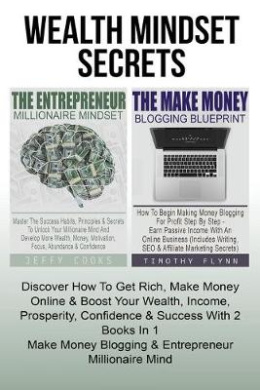 WEALTH MINDSET
SECRETS
THE ENTREPRENEUR
MILLIONAIRE MINDSET
Master The Success Habits, Principles & Secrets
To Unlock Your Millionaire Mind And
Develop More Wealth, Money, Motivation,
Focus, Abundance & Confidence
JEFFY COOKS
THE MAKE MONEY
BLOGGING BLUEPRINT
How To Begin Making Money Blogging
For Profit Step By Step -
Earn Passive Income With An
Online Business (Includes Writing,
SEO & Affiliate Marketing Secrets)
TIMOTHY FLYNN
Discover How To Get Rich, Make Money
Online & Boost Your Wealth, Income,
Prosperity, Confidence & Success With 2
Books In 1
Make Money Blogging & Entrepreneur
Millionaire Mind